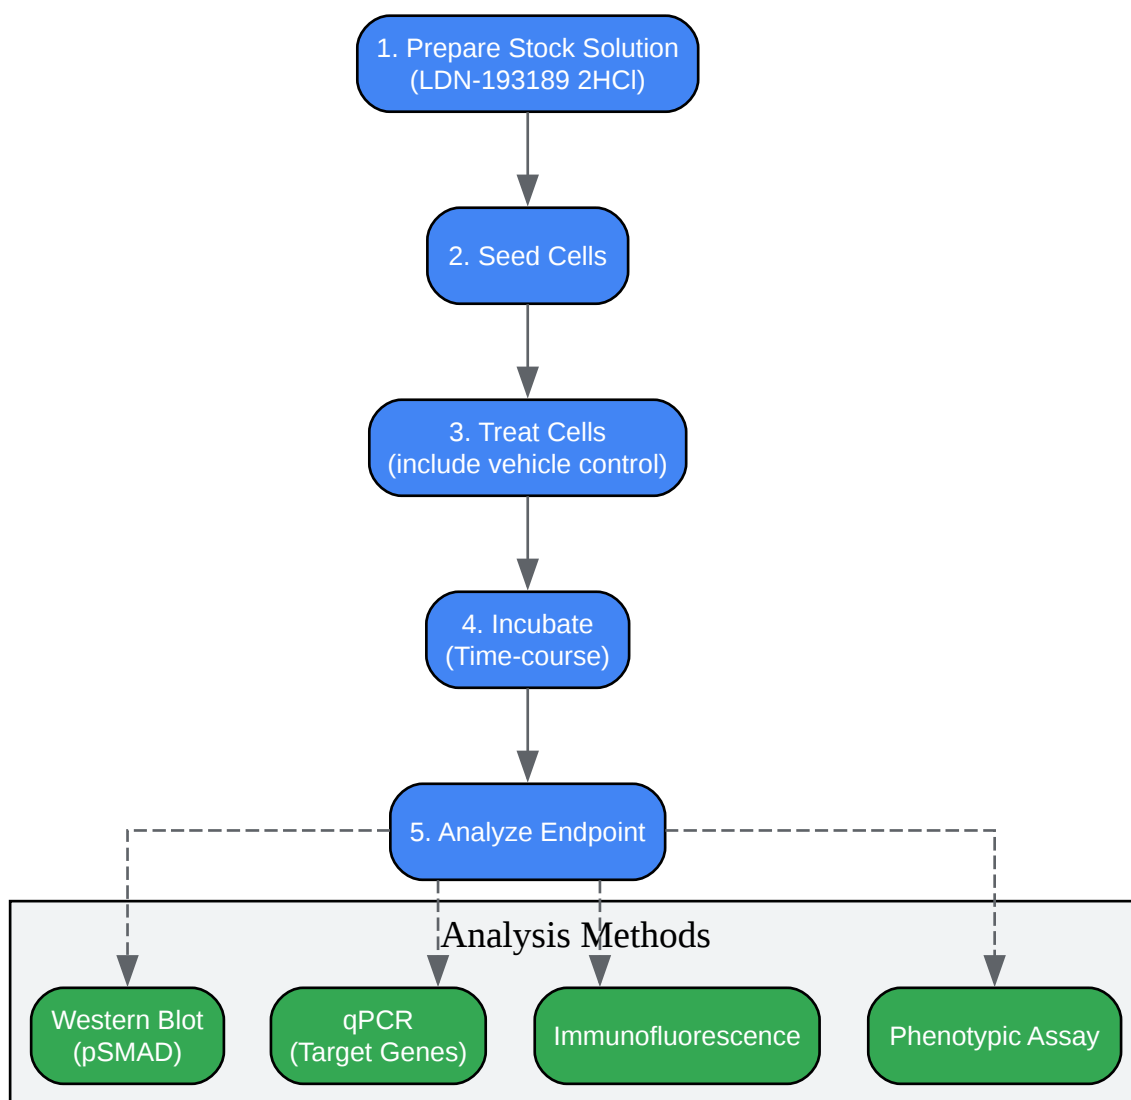 1. Prepare Stock Solution
(LDN-193189 2HCl)
2. Seed Cells
3. Treat Cells
(include vehicle control)
4. Incubate
(Time-course)
5. Analyze Endpoint
Analysis Methods
Western Blot
(pSMAD)
qPCR
(Target Genes)
Immunofluorescence
Phenotypic Assay